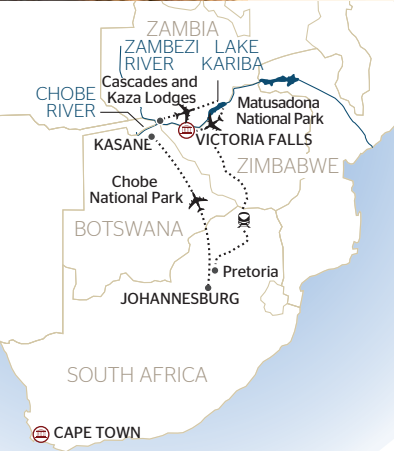 ZAMBIA
ZAMBEZI
RIVER
LAKE
KARIBA
Cascades and
Kaza Lodges
CHOBE
RIVER
Matusadona
National Park
KASANE
VICTORIA FALLS
ZIMBABWE
Chobe
National Park
BOTSWANA
Pretoria
JOHANNESBURG
SOUTH AFRICA
CAPE TOWN